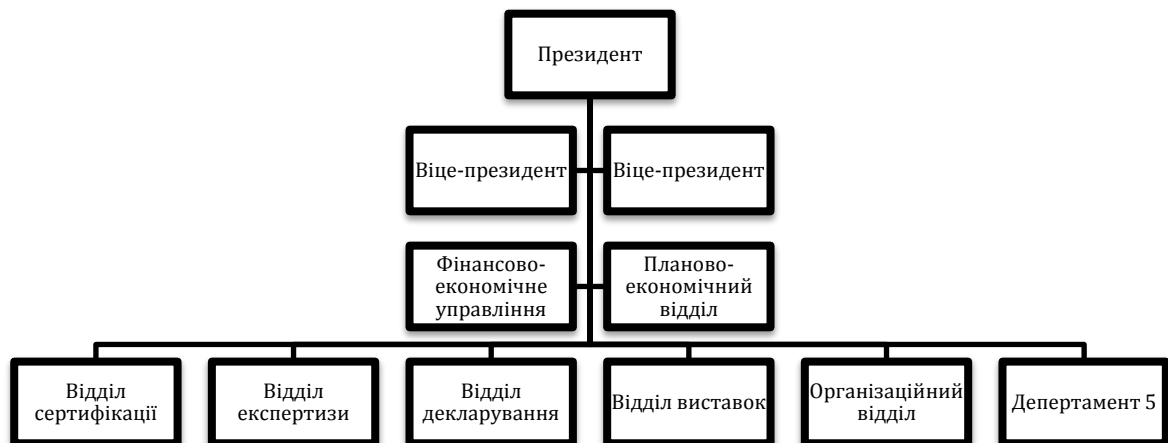 Президент
Віце-президент
Віце-президент
Фінансово-
економічне
управління
Планово-
економічний
відділ
Відділ
сертифікації
Відділ
експертизи
Відділ
декларування
Відділ виставок
Організаційний
відділ
Депертамент 5